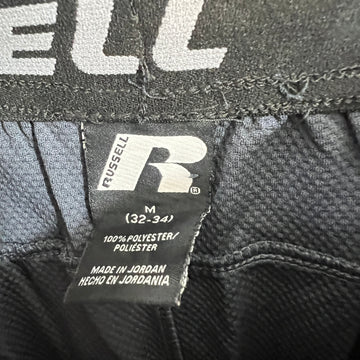 ELL
RUSSELL
R
®
M
(32-34)
100% POLYESTER/
POLIÉSTER
MADE IN JORDAN
HECHO EN JORDANIA